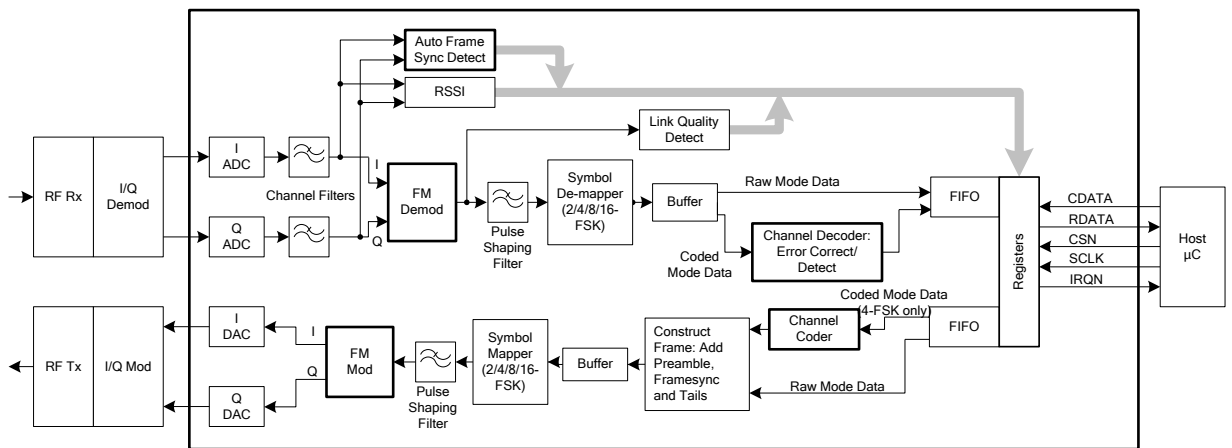 Auto Frame
Sync Detect
RSSI
Link Quality
Detect
RF Rx
I/Q
Demod
I
ADC
Channel Filters
Q
ADC
I
Q
FM
Demod
Pulse
Shaping
Filter
Symbol
De-mapper
(2/4/8/16-
FSK)
Buffer
Raw Mode Data
Coded
Mode Data
Channel Decoder:
Error Correct/
Detect
FIFO
Registers
CDATA
RDATA
CSN
SCLK
IRQN
Host
µC
RF Tx
I/Q Mod
I
DAC
Q
DAC
I
Q
FM
Mod
Pulse
Shaping
Filter
Symbol
Mapper
(2/4/8/16-
FSK)
Buffer
Construct
Frame: Add
Preamble,
Framesync
and Tails
Channel
Coder
Coded Mode Data
(4-FSK only)
FIFO
Raw Mode Data